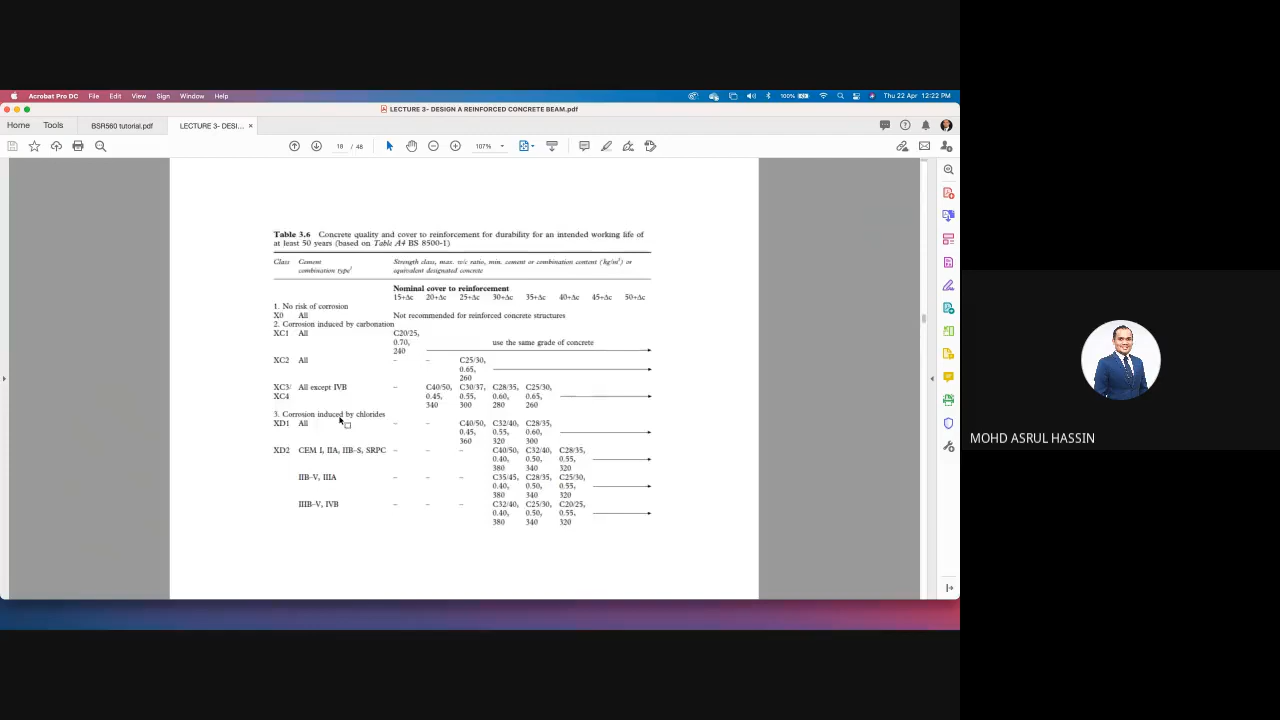 Acrobat Pro DC File Edit View Sign Window Help 100% Thu 22 Apr 12:22 PM
LECTURE 3- DESIGN A REINFORCED CONCRETE BEAM.pdf
Home Tools BSR560 tutorial.pdf LECTURE 3- DESI... ×
18 / 48 107%
Table 3.6 Concrete quality and cover to reinforcement for durability for an intended working life of
at least 50 years (based on Table A4 BS 8500-1)
Class Cement Strength class, max. w/c ratio, min. cement or combination content (kg/m³) or
combination type¹ equivalent designated concrete
Nominal cover to reinforcement
15+Δc 20+Δc 25+Δc 30+Δc 35+Δc 40+Δc 45+Δc 50+Δc
1. No risk of corrosion
X0 All Not recommended for reinforced concrete structures
2. Corrosion induced by carbonation
XC1 All C20/25,
0.70, use the same grade of concrete
240
XC2 All – – C25/30,
0.65,
260
XC3/ All except IVB – C40/50, C30/37, C28/35, C25/30,
XC4 0.45, 0.55, 0.60, 0.65,
340 300 280 260
3. Corrosion induced by chlorides
XD1 All – – C40/50, C32/40, C28/35,
0.45, 0.55, 0.60,
360 320 300
XD2 CEM I, IIA, IIB–S, SRPC – – – C40/50, C32/40, C28/35,
0.40, 0.50, 0.55,
380 340 320
IIB–V, IIIA – – – C35/45, C28/35, C25/30,
0.40, 0.50, 0.55,
380 340 320
IIIB–V, IVB – – – C32/40, C25/30, C20/25,
0.40, 0.50, 0.55,
380 340 320
MOHD ASRUL HASSIN